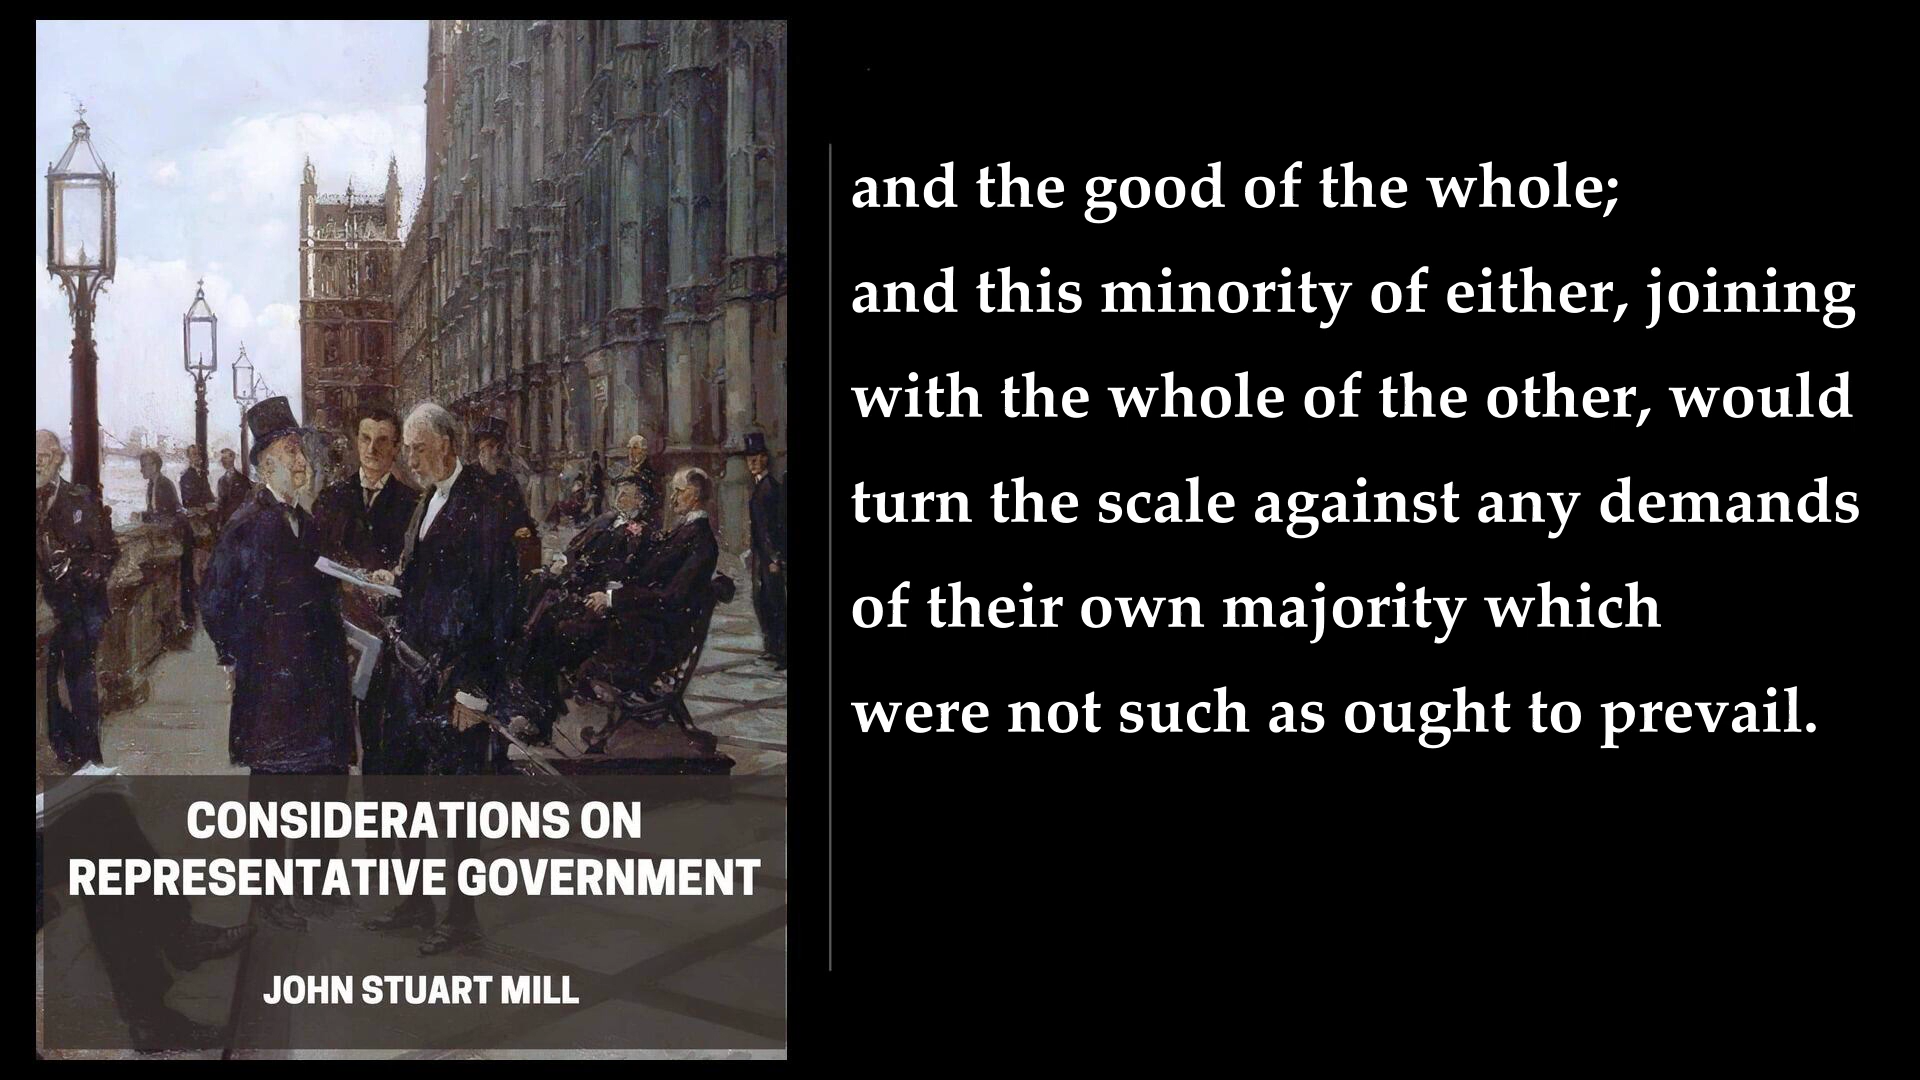 CONSIDERATIONS ON
REPRESENTATIVE GOVERNMENT
JOHN STUART MILL
and the good of the whole;
and this minority of either, joining
with the whole of the other, would
turn the scale against any demands
of their own majority which
were not such as ought to prevail.